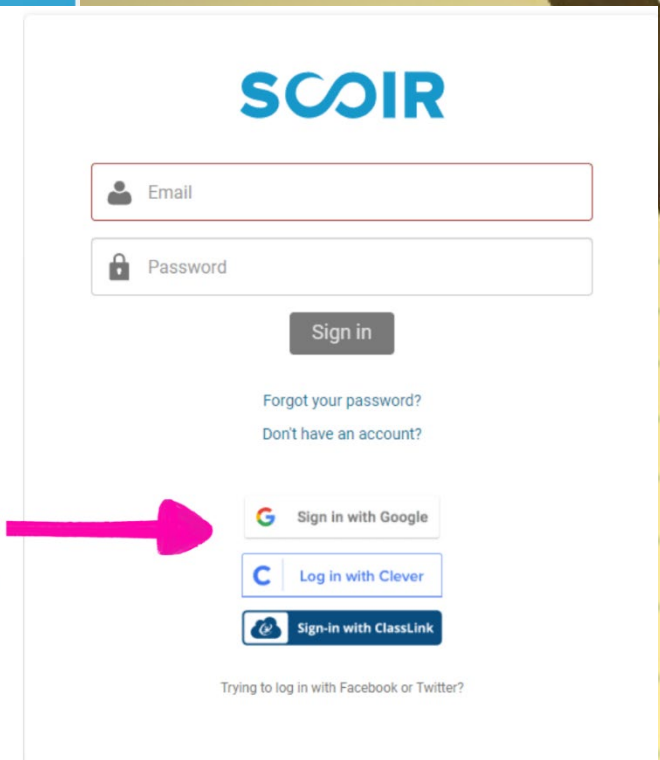 SCOIR
Email
Password
Sign in
Forgot your password?
Don't have an account?
G Sign in with Google
C Log in with Clever
Sign-in with ClassLink
Trying to log in with Facebook or Twitter?